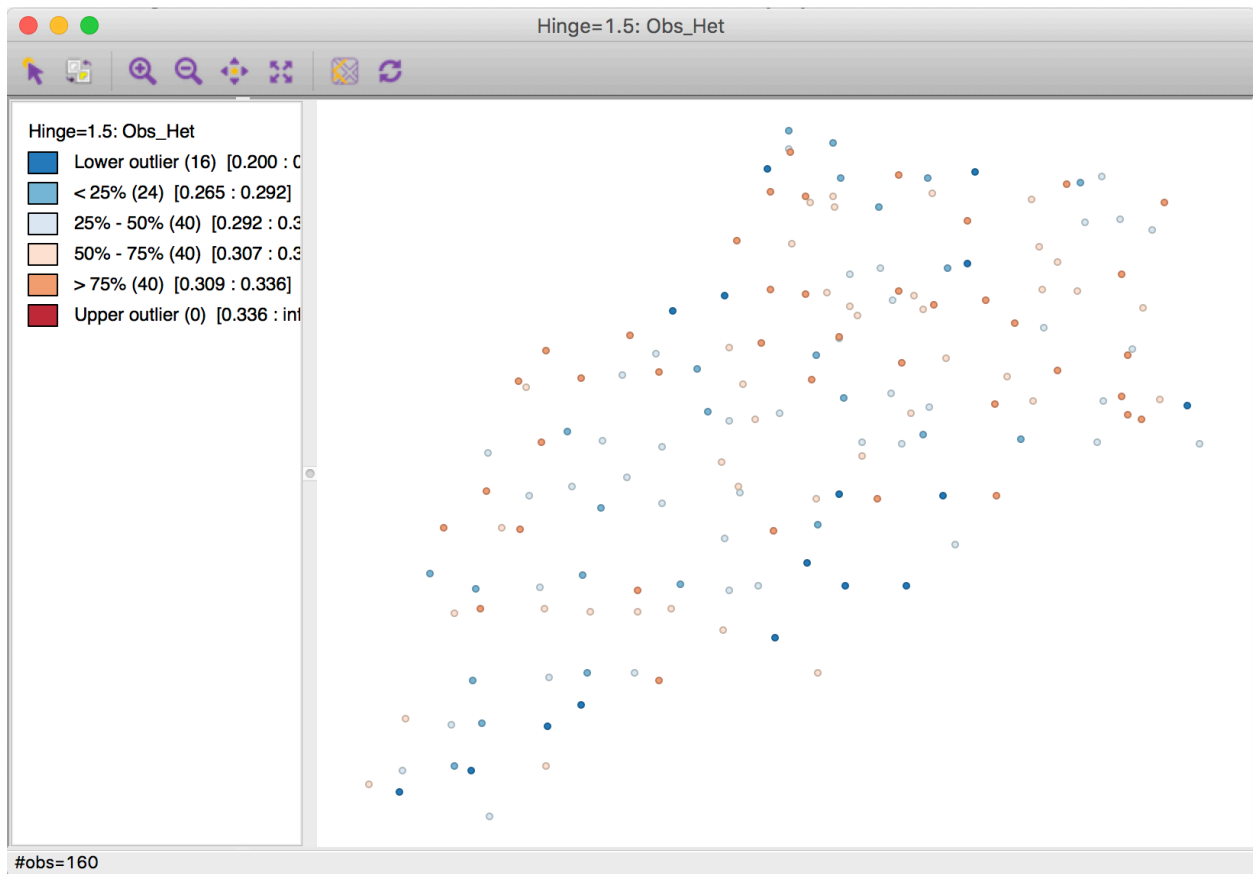 Hinge=1.5: Obs_Het
Hinge=1.5: Obs_Het
Lower outlier (16) [0.200 : 0
< 25% (24) [0.265 : 0.292]
25% - 50% (40) [0.292 : 0.3
50% - 75% (40) [0.307 : 0.3
> 75% (40) [0.309 : 0.336]
Upper outlier (0) [0.336 : inf
#obs=160